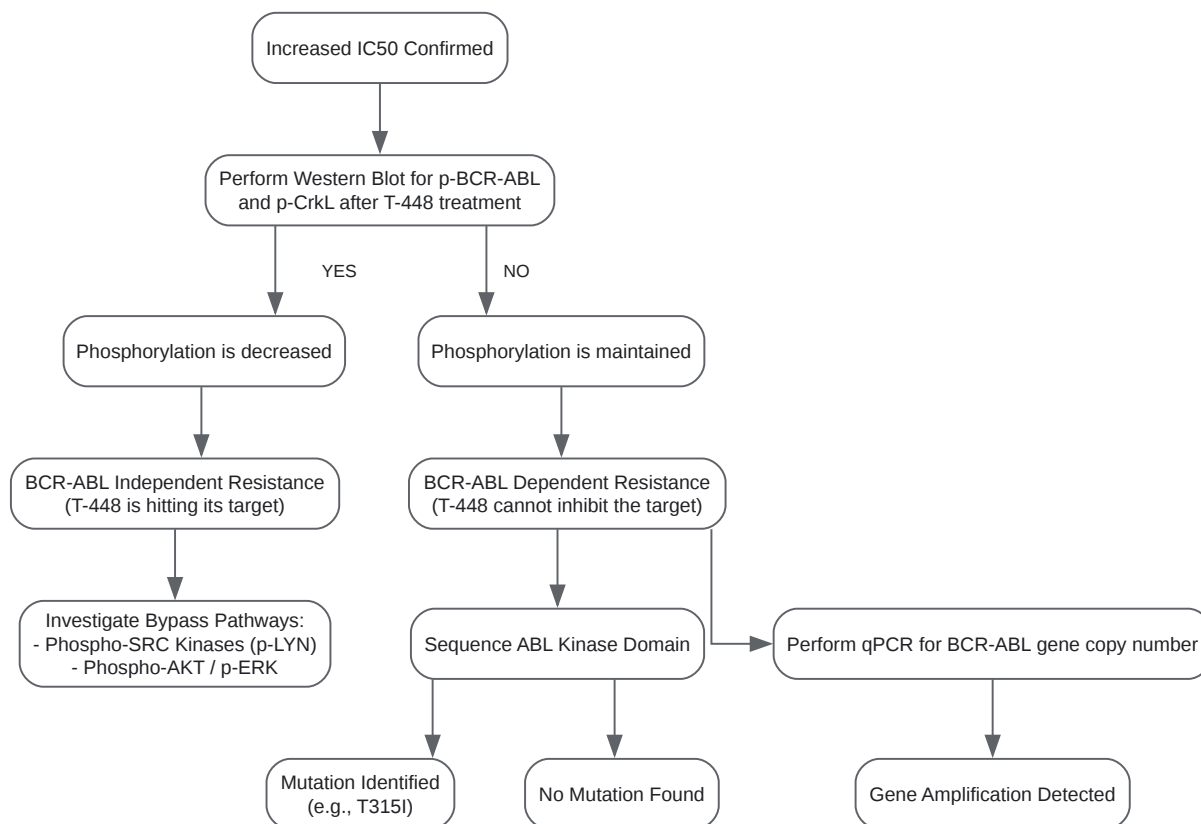 Increased IC50 Confirmed
Perform Western Blot for p-BCR-ABL
and p-CrkL after T-448 treatment
YES
NO
Phosphorylation is decreased
Phosphorylation is maintained
BCR-ABL Independent Resistance
(T-448 is hitting its target)
BCR-ABL Dependent Resistance
(T-448 cannot inhibit the target)
Investigate Bypass Pathways:
- Phospho-SRC Kinases (p-LYN)
- Phospho-AKT / p-ERK
Sequence ABL Kinase Domain
Perform qPCR for BCR-ABL gene copy number
Mutation Identified
(e.g., T315I)
No Mutation Found
Gene Amplification Detected